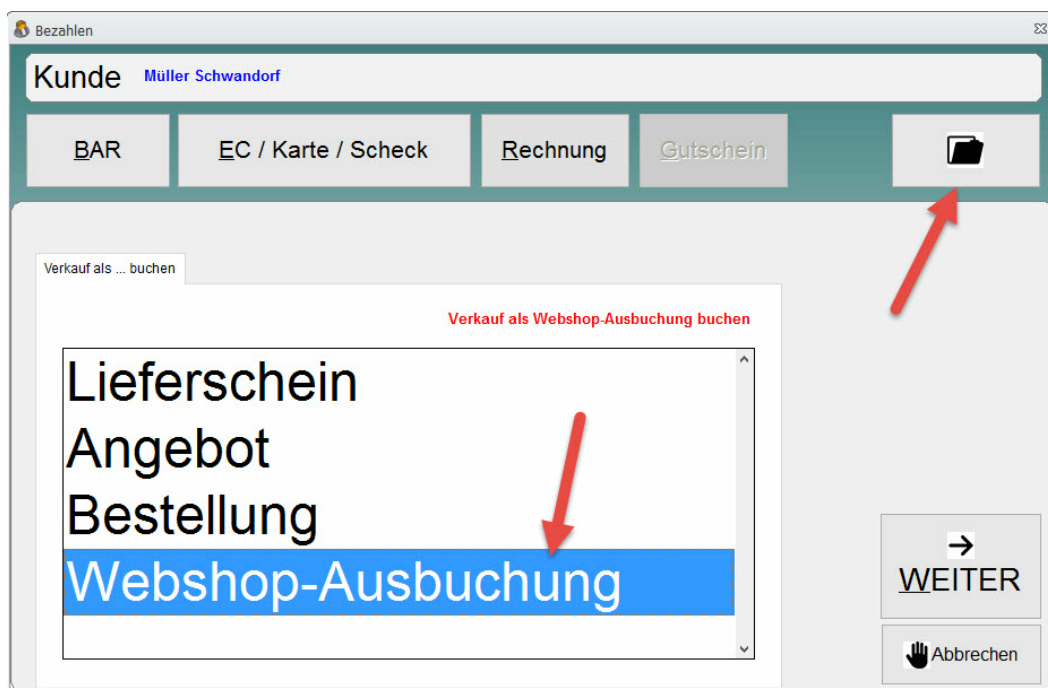 Bezahlen
Kunde Müller Schwandorf
BAR EC / Karte / Scheck Rechnung Gutschein
Verkauf als ... buchen
Verkauf als Webshop-Ausbuchung buchen
Lieferschein
Angebot
Bestellung
Webshop-Ausbuchung
WEITER
Abbrechen